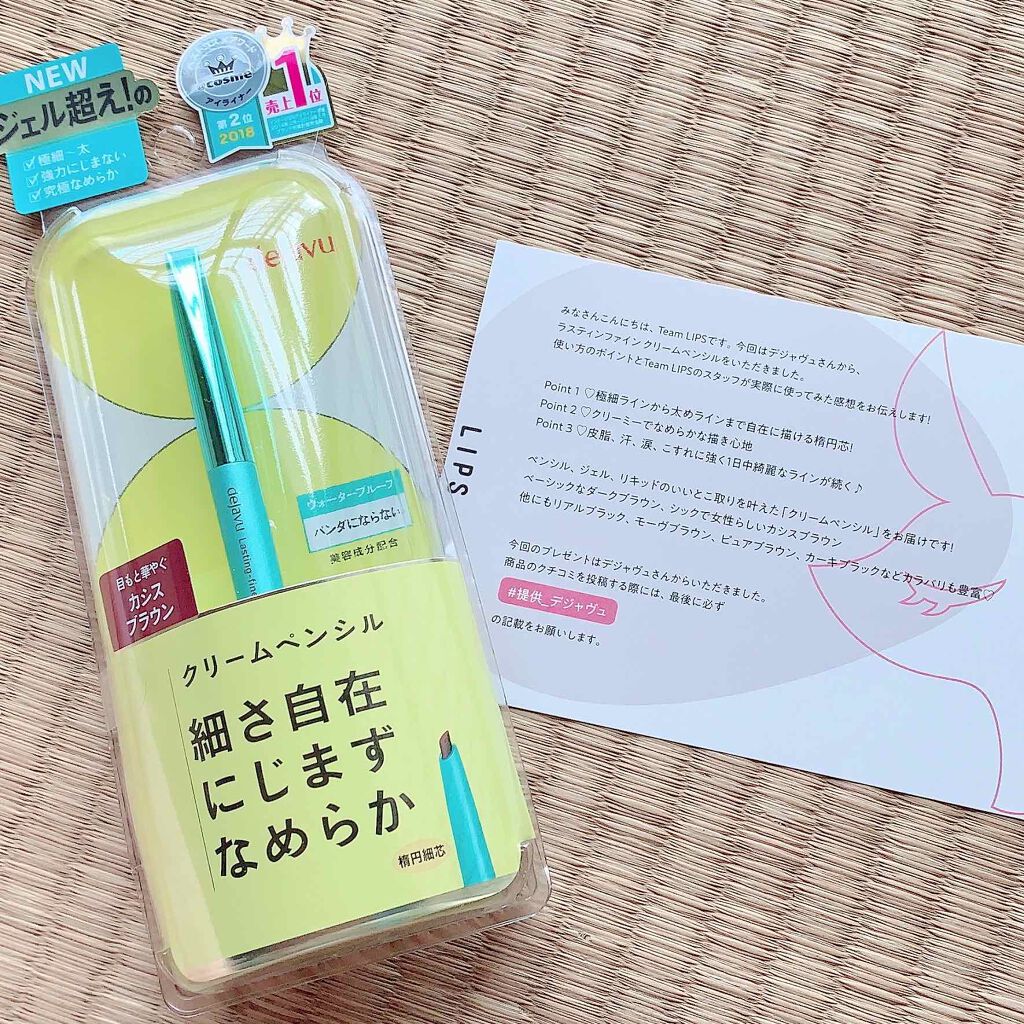 NEW
ジェル超え!の
極細~太
強力にじまない
究極なめらか
@cosme
アイライナー
第2位
2018
売上1位
dejavu
dejavu Lasting-fine
ウォータープルーフ
パンダにならない
美容成分配合
目もと華やぐ
カシス
ブラウン
クリームペンシル
細さ自在
にじまず
なめらか
楕円細芯
LIPS
みなさんこんにちは、Team LIPSです。今回はデジャヴュさんから、
ラスティンファイン クリームペンシルをいただきました。
使い方のポイントとTeam LIPSのスタッフが実際に使ってみた感想をお伝えします!
Point 1 ♡極細ラインから太めラインまで自在に描ける楕円芯!
Point 2 ♡クリーミーでなめらかな描き心地
Point 3 ♡皮脂、汗、涙、こすれに強く1日中綺麗なラインが続く♪
ペンシル、ジェル、リキッドのいいとこ取りを叶えた「クリームペンシル」をお届けです!
ベーシックなダークブラウン、シックで女性らしいカシスブラウン
他にもリアルブラック、モーヴブラウン、ピュアブラウン、カーキブラックなどカラバリも豊富♡
今回のプレゼントはデジャヴュさんからいただきました。
商品のクチコミを投稿する際には、最後に必ず
#提供_デジャヴュ
の記載をお願いします。